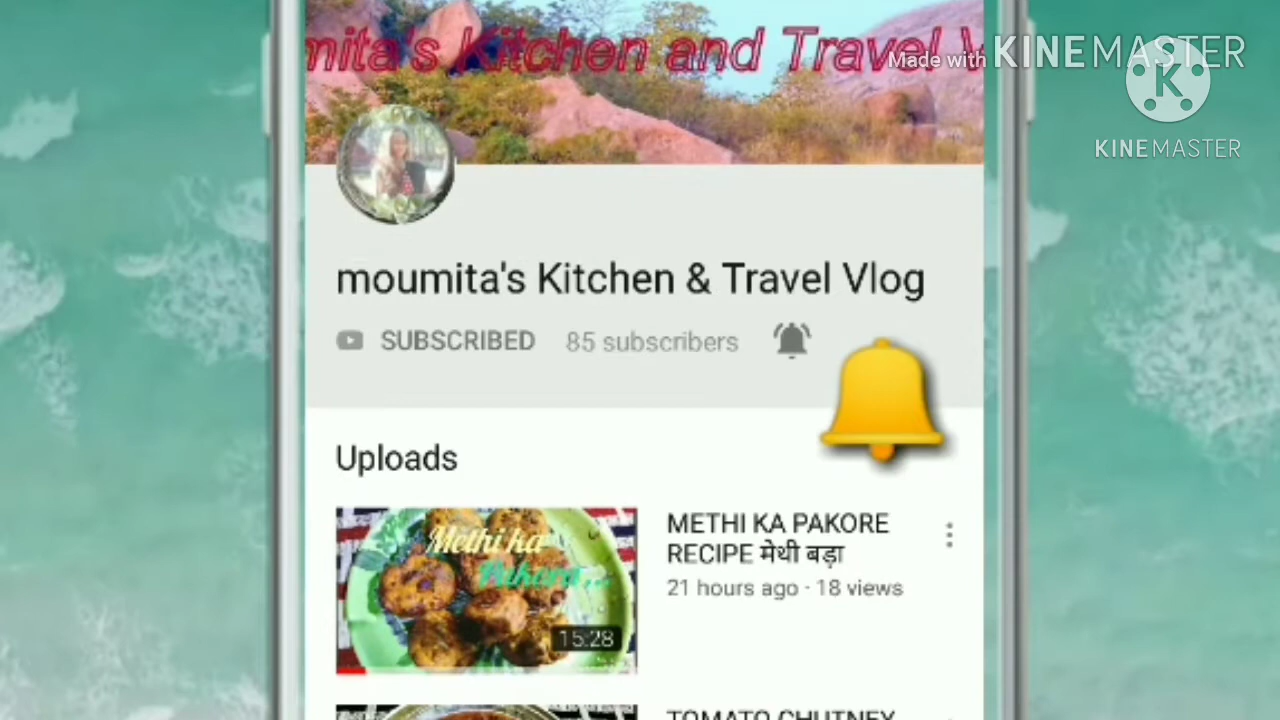 mita's Kitchen and Travel V
Made with KINEMASTER
K
KINEMASTER
moumita's Kitchen & Travel Vlog
SUBSCRIBED 85 subscribers
Uploads
Methi ka
Pakora...
15:28
METHI KA PAKORE
RECIPE मेथी बड़ा
21 hours ago · 18 views
TOMATO CHUTNEY